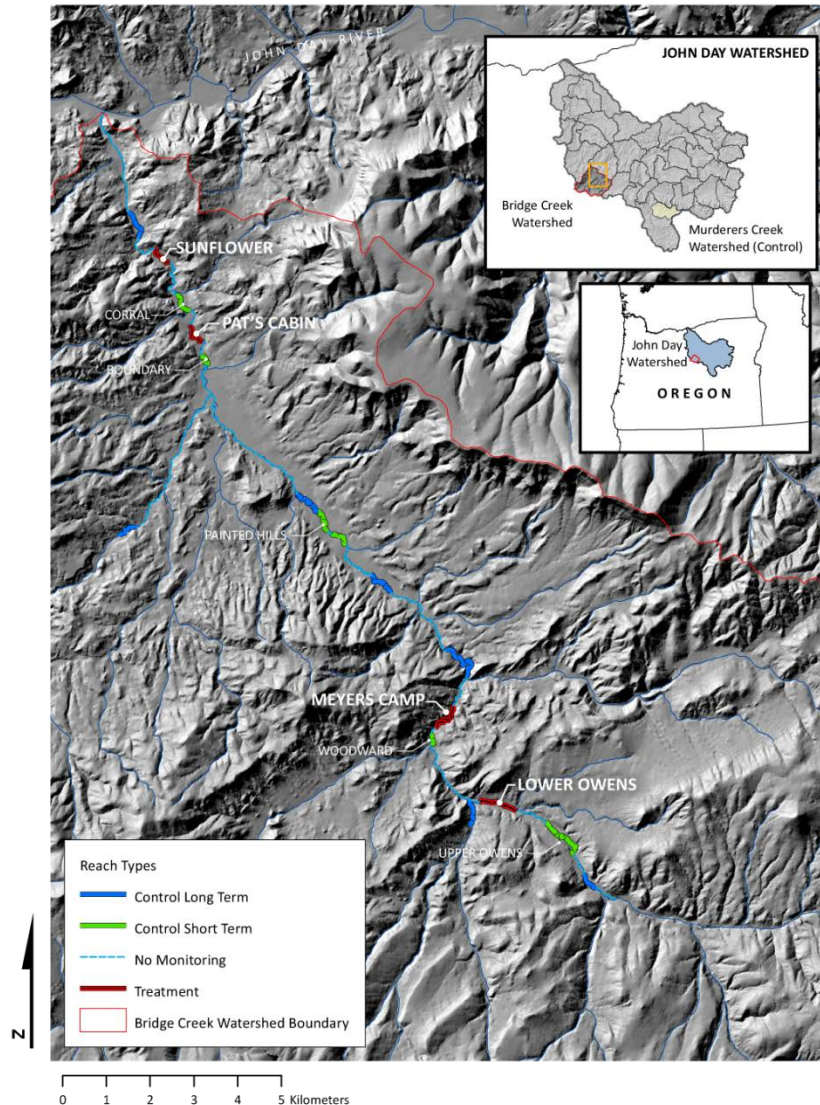 JOHN DAY RIVER
JOHN DAY WATERSHED
Bridge Creek
Watershed
Murderers Creek
Watershed (Control)
John Day
Watershed
OREGON
SUNFLOWER
CORRAL
PAT'S CABIN
BOUNDARY
PAINTED HILLS
MEYERS CAMP
WOODWARD
LOWER OWENS
UPPER OWENS
Reach Types
Control Long Term
Control Short Term
No Monitoring
Treatment
Bridge Creek Watershed Boundary
N
0 1 2 3 4 5 Kilometers